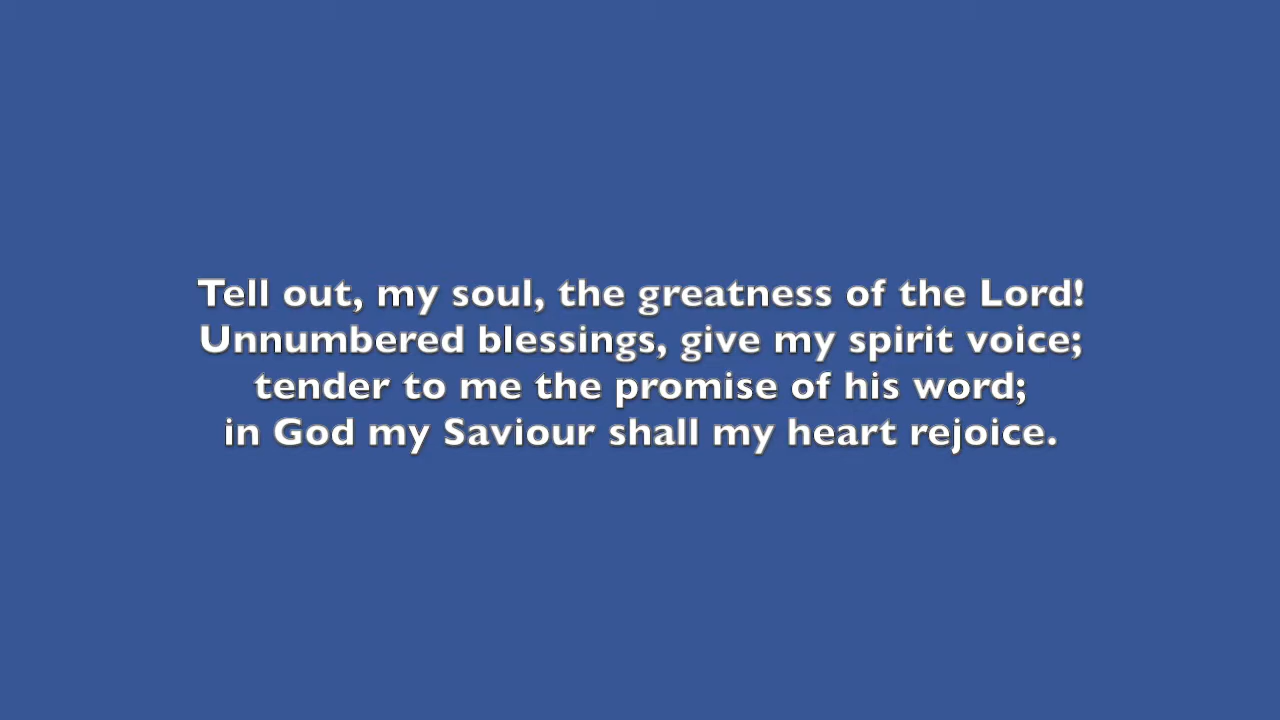 Tell out, my soul, the greatness of the Lord!
Unnumbered blessings, give my spirit voice;
tender to me the promise of his word;
in God my Saviour shall my heart rejoice.